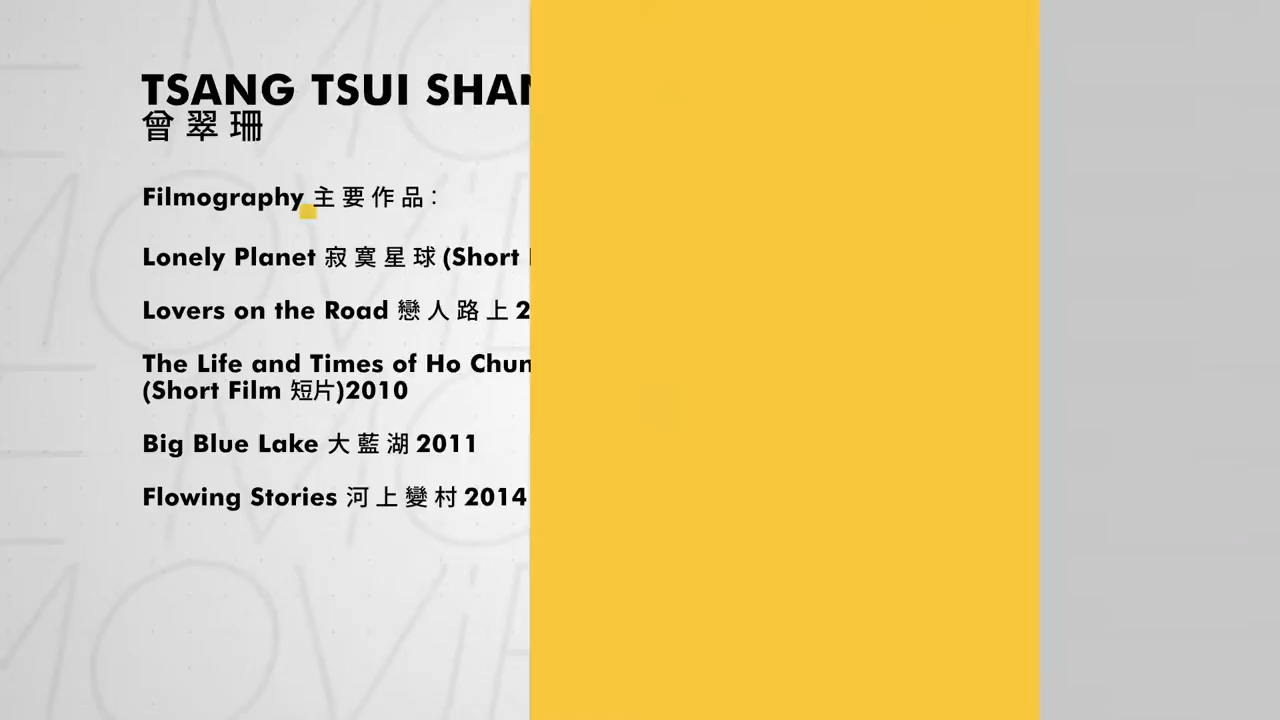 TSANG TSUI SHAN
曾翠珊
Filmography 主要作品：
Lonely Planet 寂寞星球 (Short
Lovers on the Road 戀人路上 2
The Life and Times of Ho Chun
(Short Film 短片)2010
Big Blue Lake 大藍湖 2011
Flowing Stories 河上變村 2014